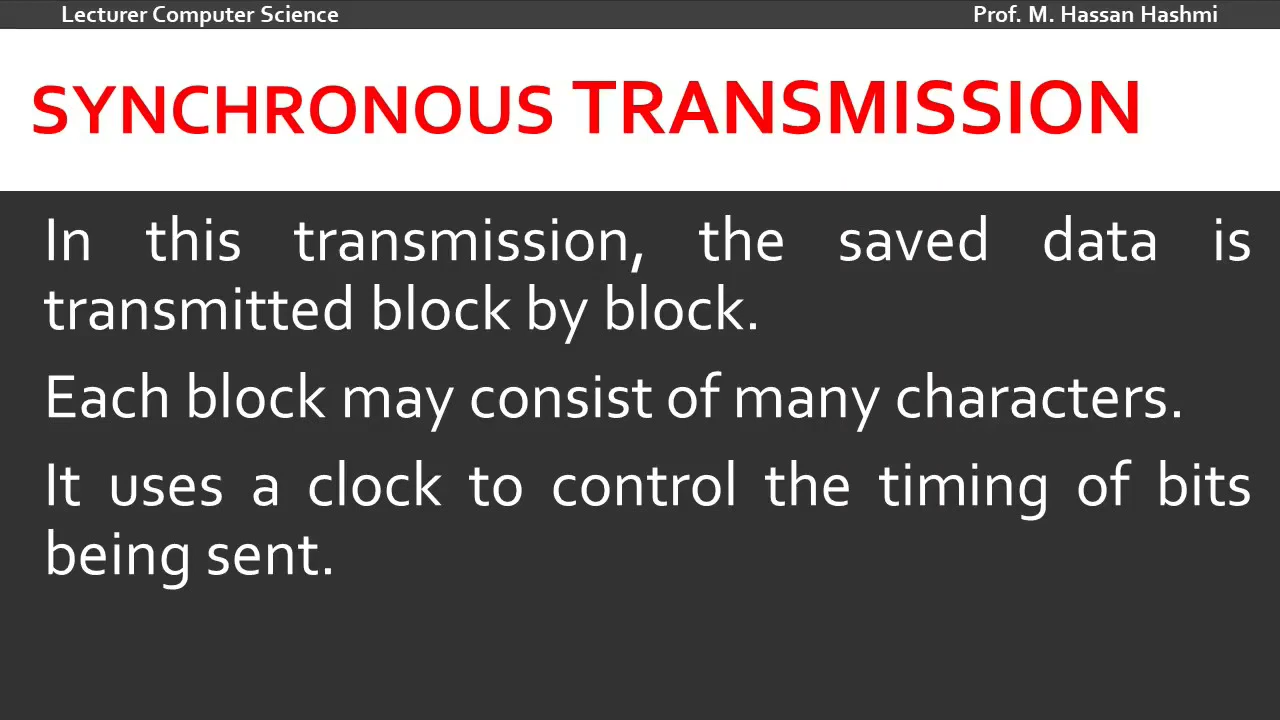 Lecturer Computer Science Prof. M. Hassan Hashmi
SYNCHRONOUS TRANSMISSION
In this transmission, the saved data is
transmitted block by block.
Each block may consist of many characters.
It uses a clock to control the timing of bits
being sent.